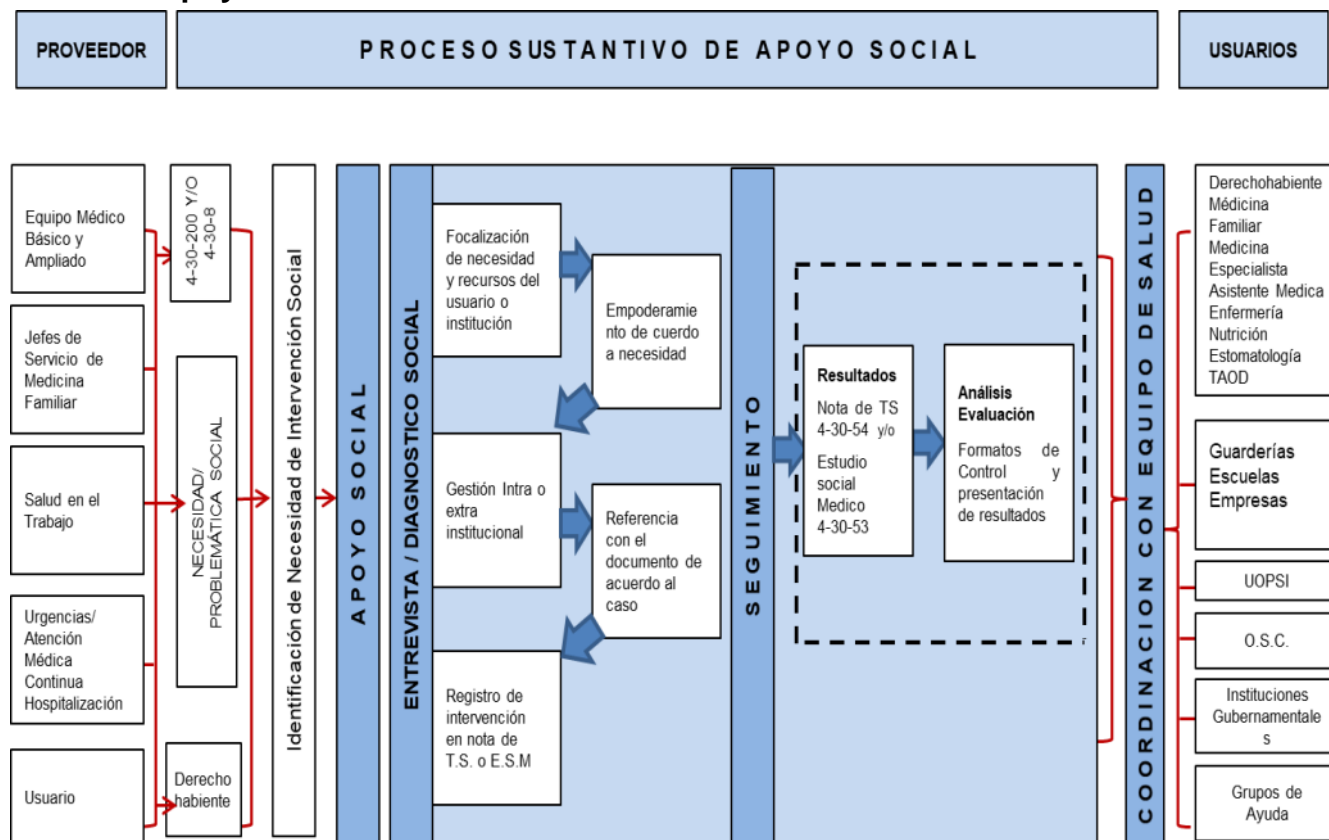 PROVEEDOR
PROCESO SUSTANTIVO DE APOYO SOCIAL
USUARIOS
Equipo Médico
Básico y
Ampliado
Jefes de
Servicio de
Medicina
Familiar
Salud en el
Trabajo
Urgencias/
Atención
Médica
Continua
Hospitalización
Usuario
4-30-200 Y/O
4-30-8
NECESIDAD/
PROBLEMÁTICA SOCIAL
Derecho
habiente
Identificación de Necesidad de Intervención Social
APOYO SOCIAL
ENTREVISTA / DIAGNOSTICO SOCIAL
Focalización
de necesidad
y recursos del
usuario o
institución
Empoderamie
nto de cuerdo
a necesidad
Gestión Intra o
extra
institucional
Referencia
con el
documento de
acuerdo al
caso
Registro de
intervención
en nota de
T.S. o E.S.M
SEGUIMIENTO
Resultados
Nota de TS
4-30-54 y/o
Estudio
social
Medico
4-30-53
Análisis
Evaluación
Formatos de
Control y
presentación
de resultados
COORDINACION CON EQUIPO DE SALUD
Derechohabiente
Médicina
Familiar
Medicina
Especialista
Asistente Medica
Enfermería
Nutrición
Estomatología
TAOD
Guarderías
Escuelas
Empresas
UOPSI
O.S.C.
Instituciones
Gubernamentale
s
Grupos de
Ayuda